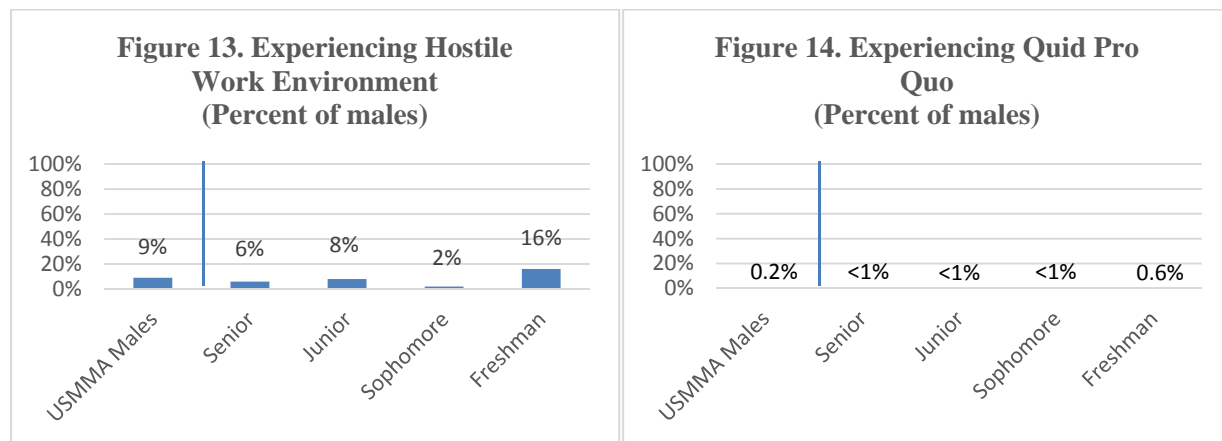 Figure 13. Experiencing Hostile
Work Environment
(Percent of males)
100%
80%
60%
40%
20%
0%
9%
6%
8%
2%
16%
USMMA Males
Senior
Junior
Sophomore
Freshman
Figure 14. Experiencing Quid Pro
Quo
(Percent of males)
100%
80%
60%
40%
20%
0%
0.2%
<1%
<1%
<1%
0.6%
USMMA Males
Senior
Junior
Sophomore
Freshman